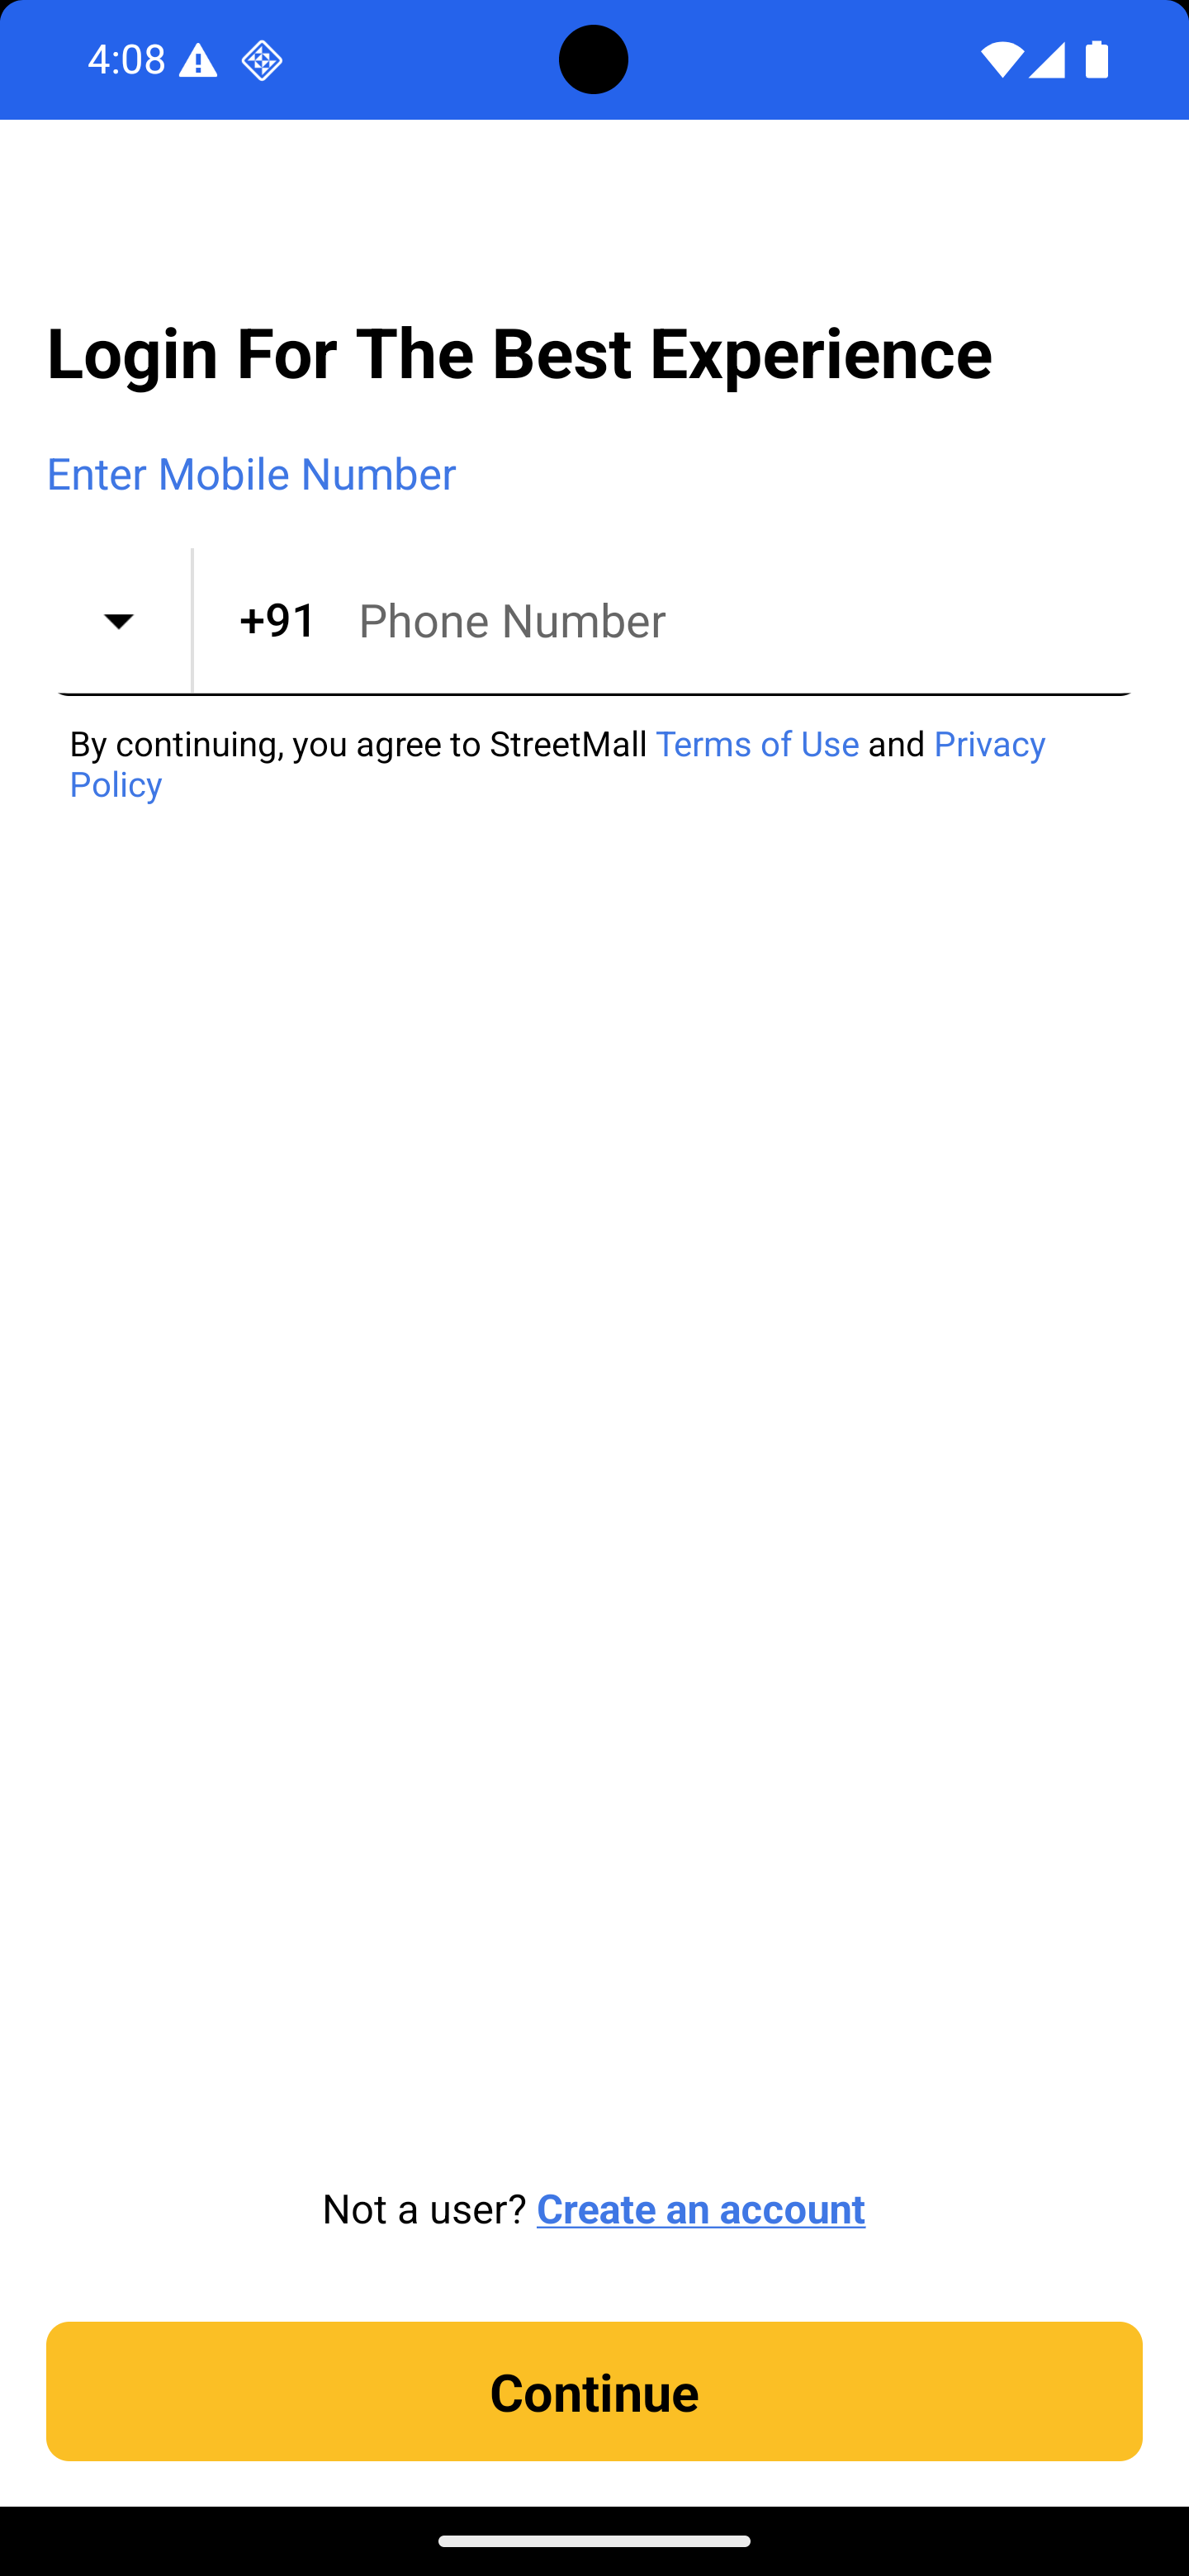 4:08
Login For The Best Experience
Enter Mobile Number
+91 Phone Number
By continuing, you agree to StreetMall Terms of Use and Privacy
Policy
Not a user? Create an account
Continue